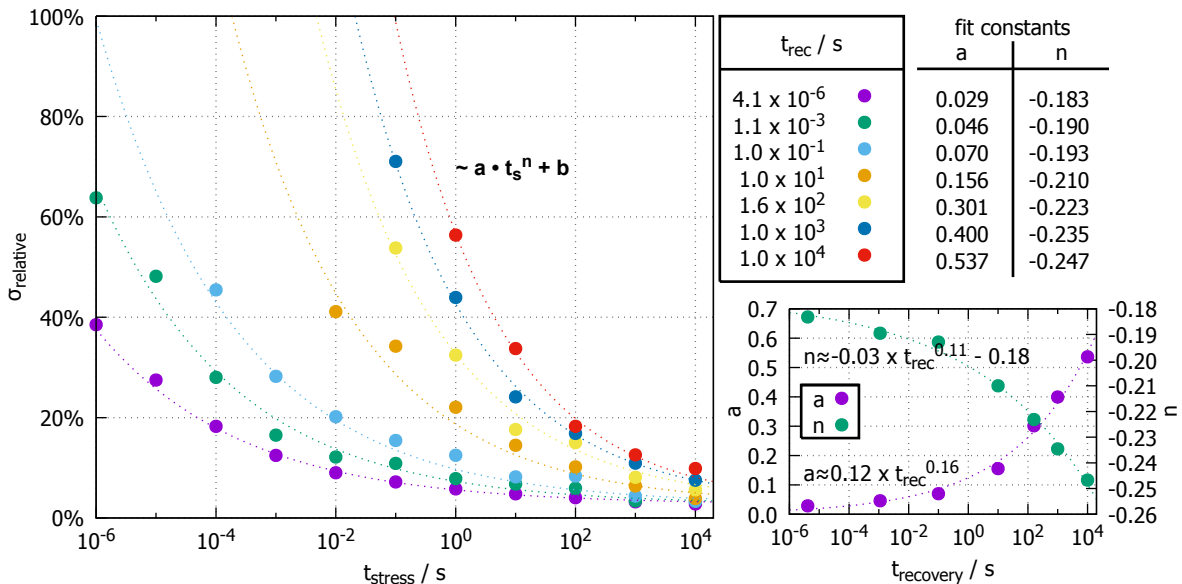 100%
80%
60%
40%
20%
0%
σrelative
~ a • tsⁿ + b
10⁻⁶ 10⁻⁴ 10⁻² 10⁰ 10² 10⁴
tstress / s
trec / s
4.1 x 10⁻⁶
1.1 x 10⁻³
1.0 x 10⁻¹
1.0 x 10¹
1.6 x 10²
1.0 x 10³
1.0 x 10⁴
fit constants
a n
0.029 -0.183
0.046 -0.190
0.070 -0.193
0.156 -0.210
0.301 -0.223
0.400 -0.235
0.537 -0.247
0.7
0.6
0.5
0.4
0.3
0.2
0.1
0.0
a
n≈-0.03 x trec^0.11 - 0.18
a
n
a≈0.12 x trec^0.16
-0.18
-0.19
-0.20
-0.21
-0.22
-0.23
-0.24
-0.25
-0.26
n
10⁻⁶ 10⁻⁴ 10⁻² 10⁰ 10² 10⁴
trecovery / s